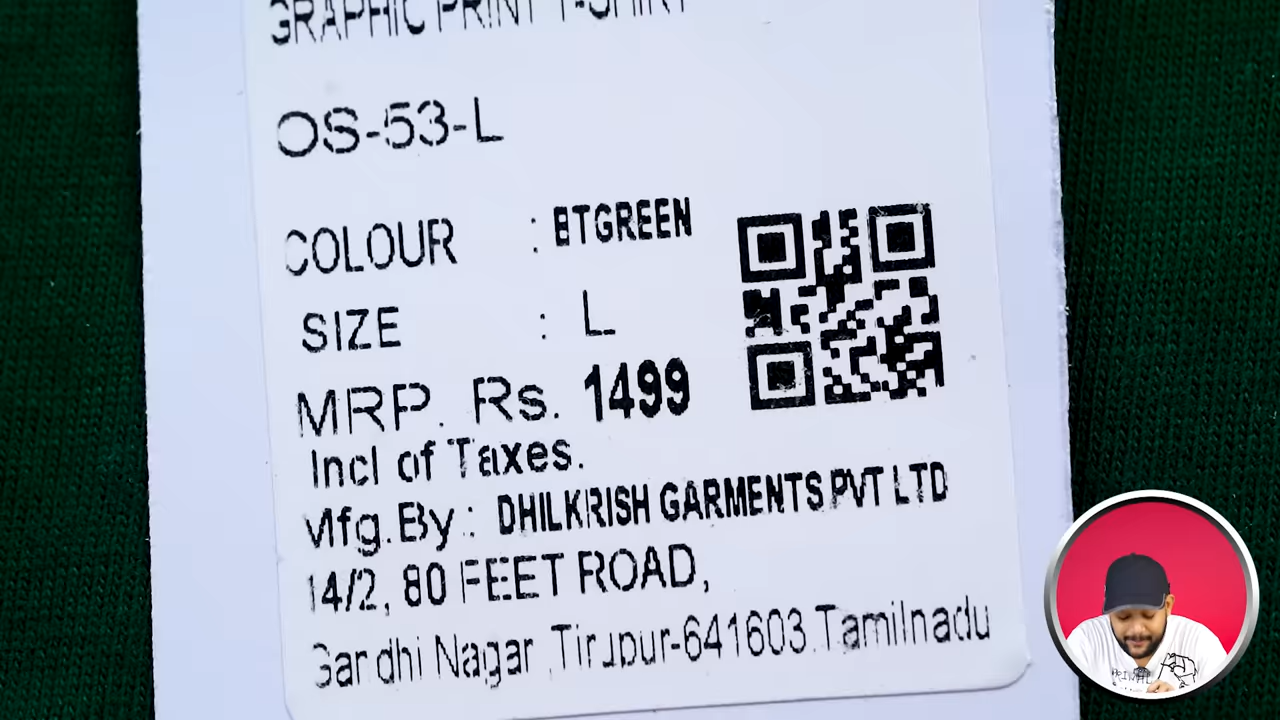 GRAPHIC PRINT T-SHIRT
OS-53-L
COLOUR : BTGREEN
SIZE : L
MRP. Rs. 1499
Incl of Taxes.
Mfg.By : DHILKRISH GARMENTS PVT LTD
14/2, 80 FEET ROAD,
Gandhi Nagar ,Tirupur-641603.Tamilnadu